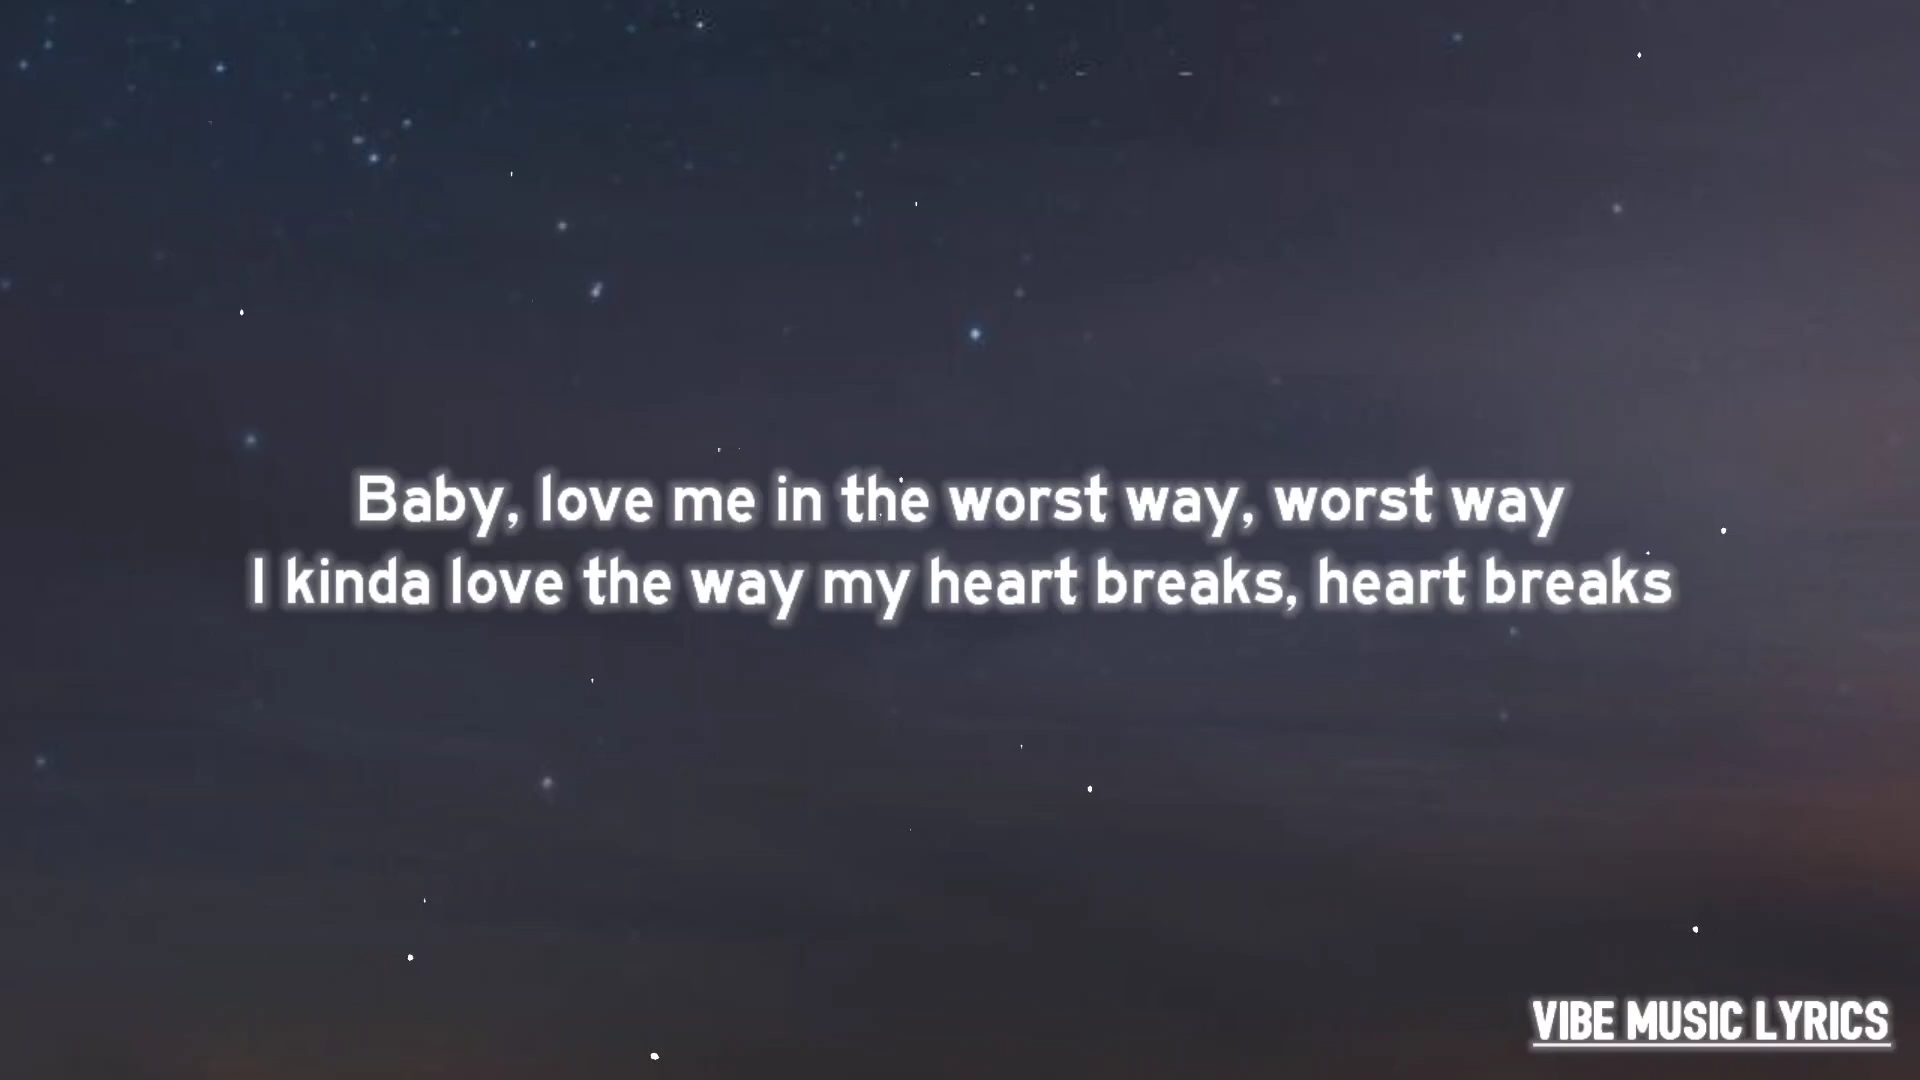 Baby, love me in the worst way, worst way
I kinda love the way my heart breaks, heart breaks
VIBE MUSIC LYRICS